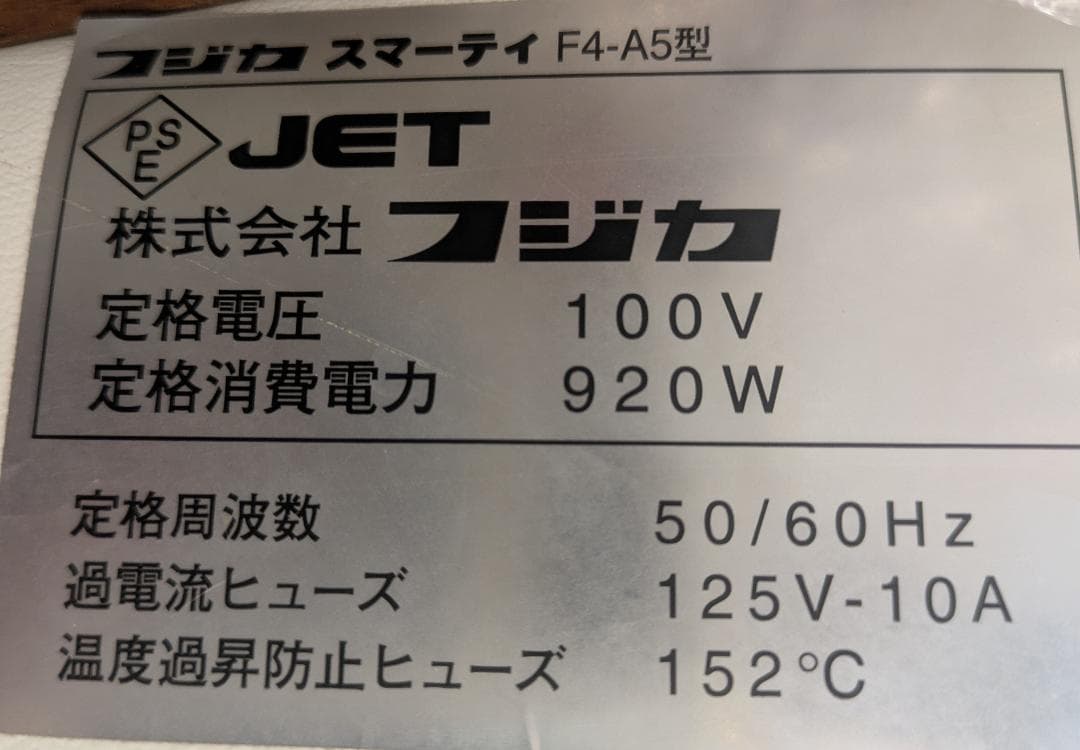 フジカ スマーティ F4-A5型
PSE JET
株式会社 フジカ
定格電圧 100V
定格消費電力 920W
定格周波数 50/60Hz
過電流ヒューズ 125V-10A
温度過昇防止ヒューズ 152°C